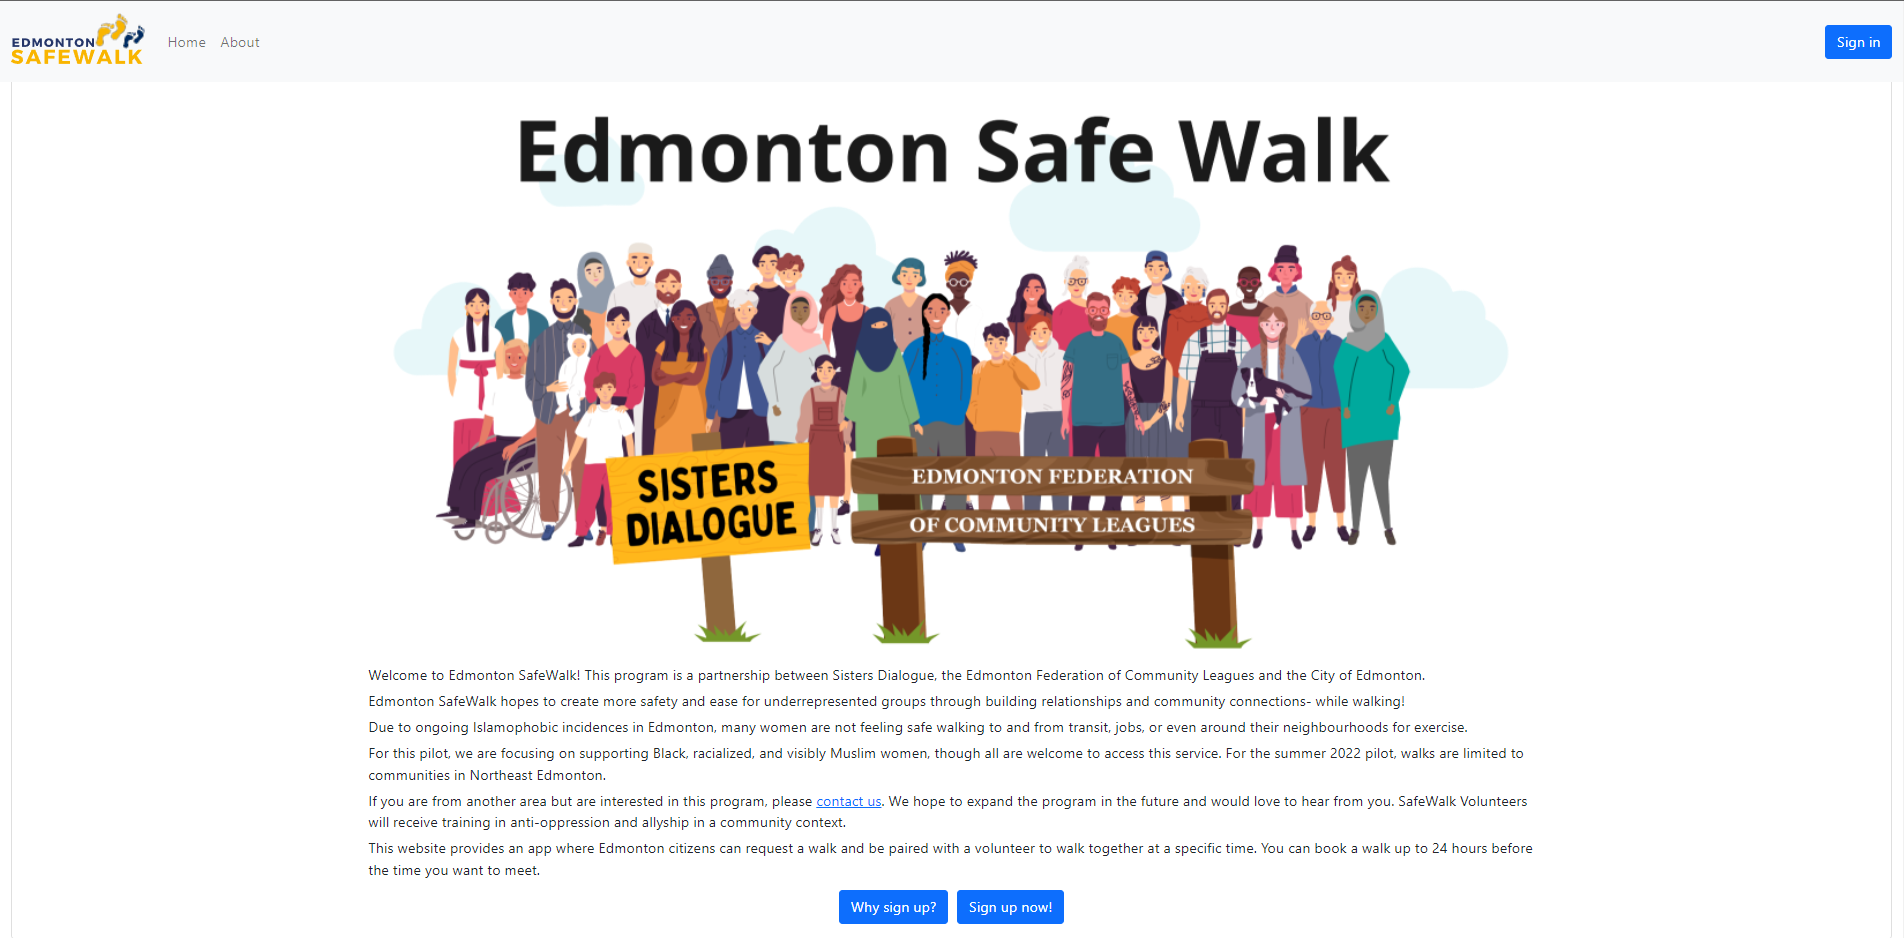 EDMONTON
SAFEWALK
Home
About
Sign in
Edmonton Safe Walk
SISTERS
DIALOGUE
EDMONTON FEDERATION
OF COMMUNITY LEAGUES
Welcome to Edmonton SafeWalk! This program is a partnership between Sisters Dialogue, the Edmonton Federation of Community Leagues and the City of Edmonton.
Edmonton SafeWalk hopes to create more safety and ease for underrepresented groups through building relationships and community connections- while walking!
Due to ongoing Islamophobic incidences in Edmonton, many women are not feeling safe walking to and from transit, jobs, or even around their neighbourhoods for exercise.
For this pilot, we are focusing on supporting Black, racialized, and visibly Muslim women, though all are welcome to access this service. For the summer 2022 pilot, walks are limited to
communities in Northeast Edmonton.
If you are from another area but are interested in this program, please contact us. We hope to expand the program in the future and would love to hear from you. SafeWalk Volunteers
will receive training in anti-oppression and allyship in a community context.
This website provides an app where Edmonton citizens can request a walk and be paired with a volunteer to walk together at a specific time. You can book a walk up to 24 hours before
the time you want to meet.
Why sign up?
Sign up now!